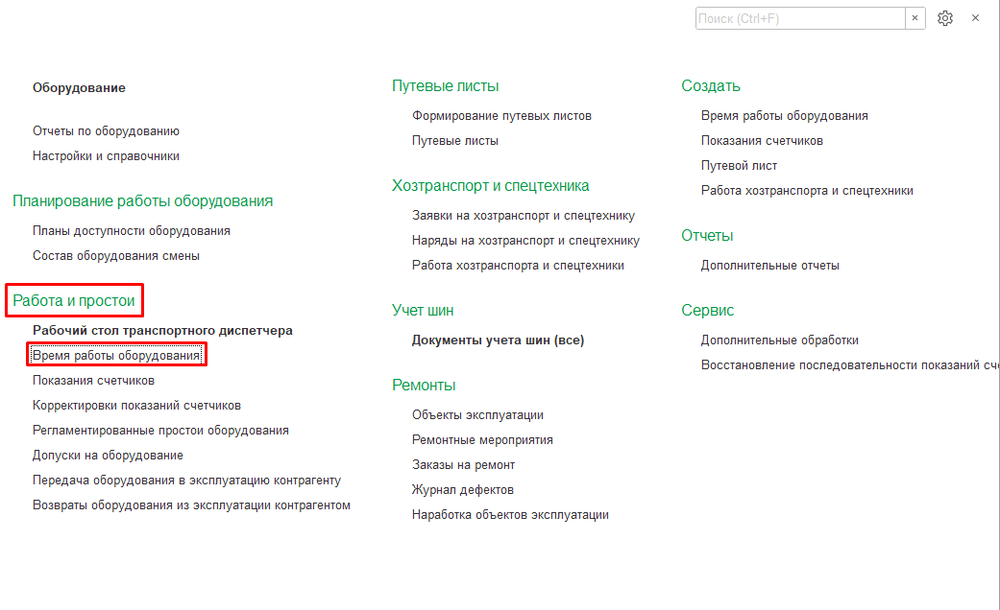 Поиск (Ctrl+F)
Оборудование
Отчеты по оборудованию
Настройки и справочники
Планирование работы оборудования
Планы доступности оборудования
Состав оборудования смены
Работа и простои
Рабочий стол транспортного диспетчера
Время работы оборудования
Показания счетчиков
Корректировки показаний счетчиков
Регламентированные простои оборудования
Допуски на оборудование
Передача оборудования в эксплуатацию контрагенту
Возвраты оборудования из эксплуатации контрагентом
Путевые листы
Формирование путевых листов
Путевые листы
Хозтранспорт и спецтехника
Заявки на хозтранспорт и спецтехнику
Наряды на хозтранспорт и спецтехнику
Работа хозтранспорта и спецтехники
Учет шин
Документы учета шин (все)
Ремонты
Объекты эксплуатации
Ремонтные мероприятия
Заказы на ремонт
Журнал дефектов
Наработка объектов эксплуатации
Создать
Время работы оборудования
Показания счетчиков
Путевой лист
Работа хозтранспорта и спецтехники
Отчеты
Дополнительные отчеты
Сервис
Дополнительные обработки
Восстановление последовательности показаний сч